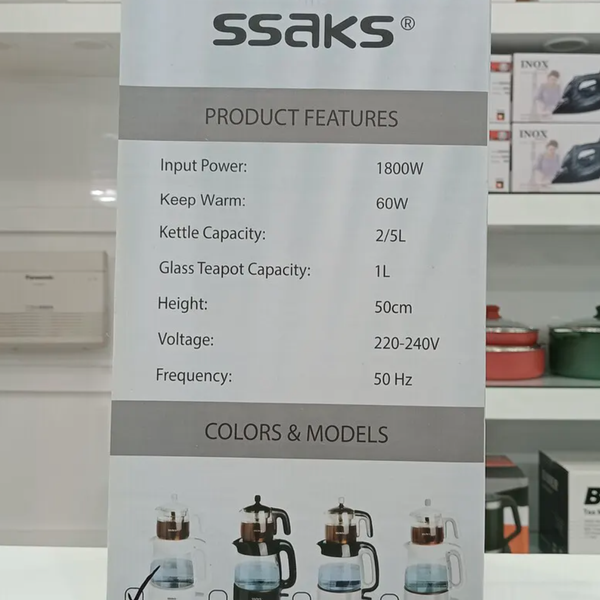 ssaks®
PRODUCT FEATURES
Input Power: 1800W
Keep Warm: 60W
Kettle Capacity: 2/5L
Glass Teapot Capacity: 1L
Height: 50cm
Voltage: 220-240V
Frequency: 50 Hz
COLORS & MODELS
INOX
INOX
Panasonic